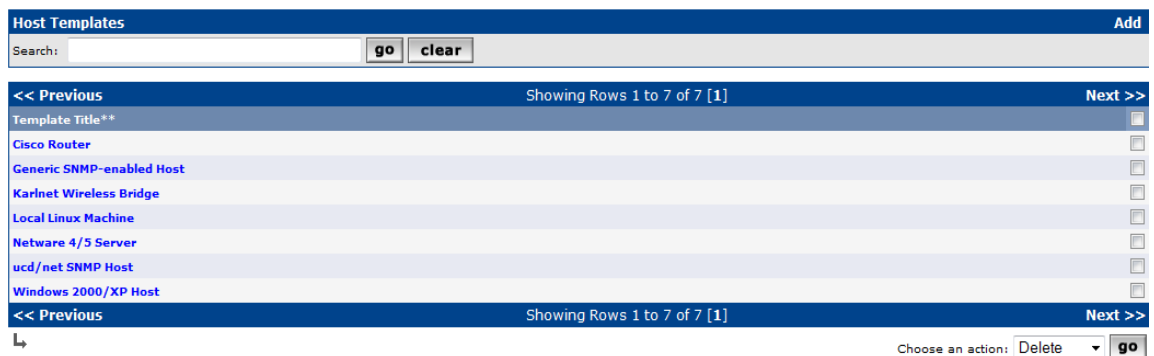 Host Templates Add
Search: go clear
<< Previous Showing Rows 1 to 7 of 7 [1] Next >>
Template Title**
Cisco Router
Generic SNMP-enabled Host
Karlnet Wireless Bridge
Local Linux Machine
Netware 4/5 Server
ucd/net SNMP Host
Windows 2000/XP Host
<< Previous Showing Rows 1 to 7 of 7 [1] Next >>
Choose an action: Delete go